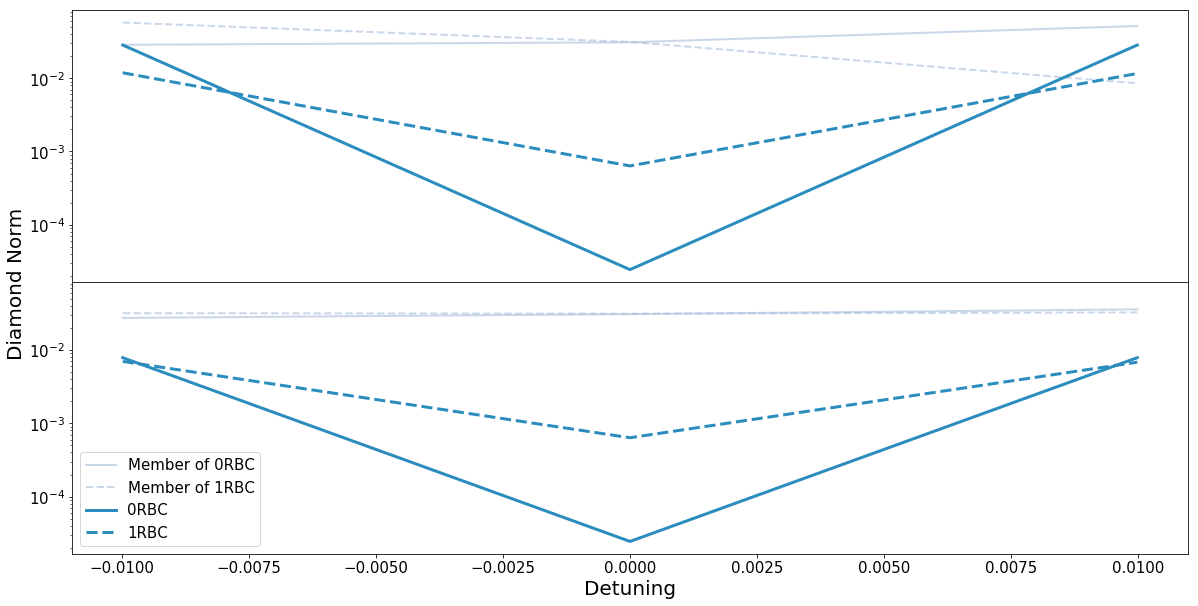 Diamond Norm
10⁻²
10⁻³
10⁻⁴
10⁻²
10⁻³
10⁻⁴
Member of 0RBC
Member of 1RBC
0RBC
1RBC
−0.0100 −0.0075 −0.0050 −0.0025 0.0000 0.0025 0.0050 0.0075 0.0100
Detuning